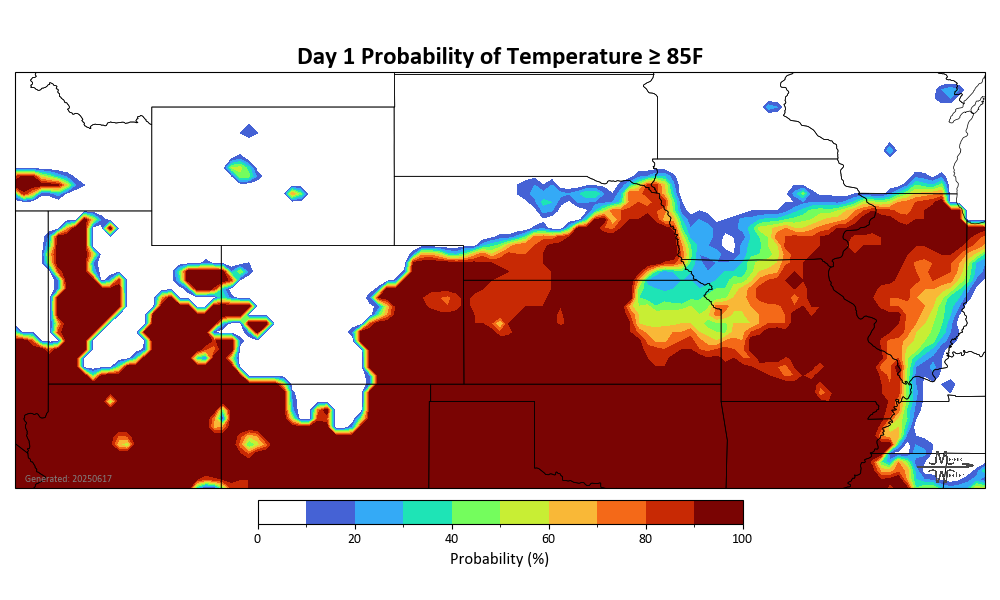 Day 1 Probability of Temperature ≥ 85F
Generated: 20250617
0 20 40 60 80 100
Probability (%)